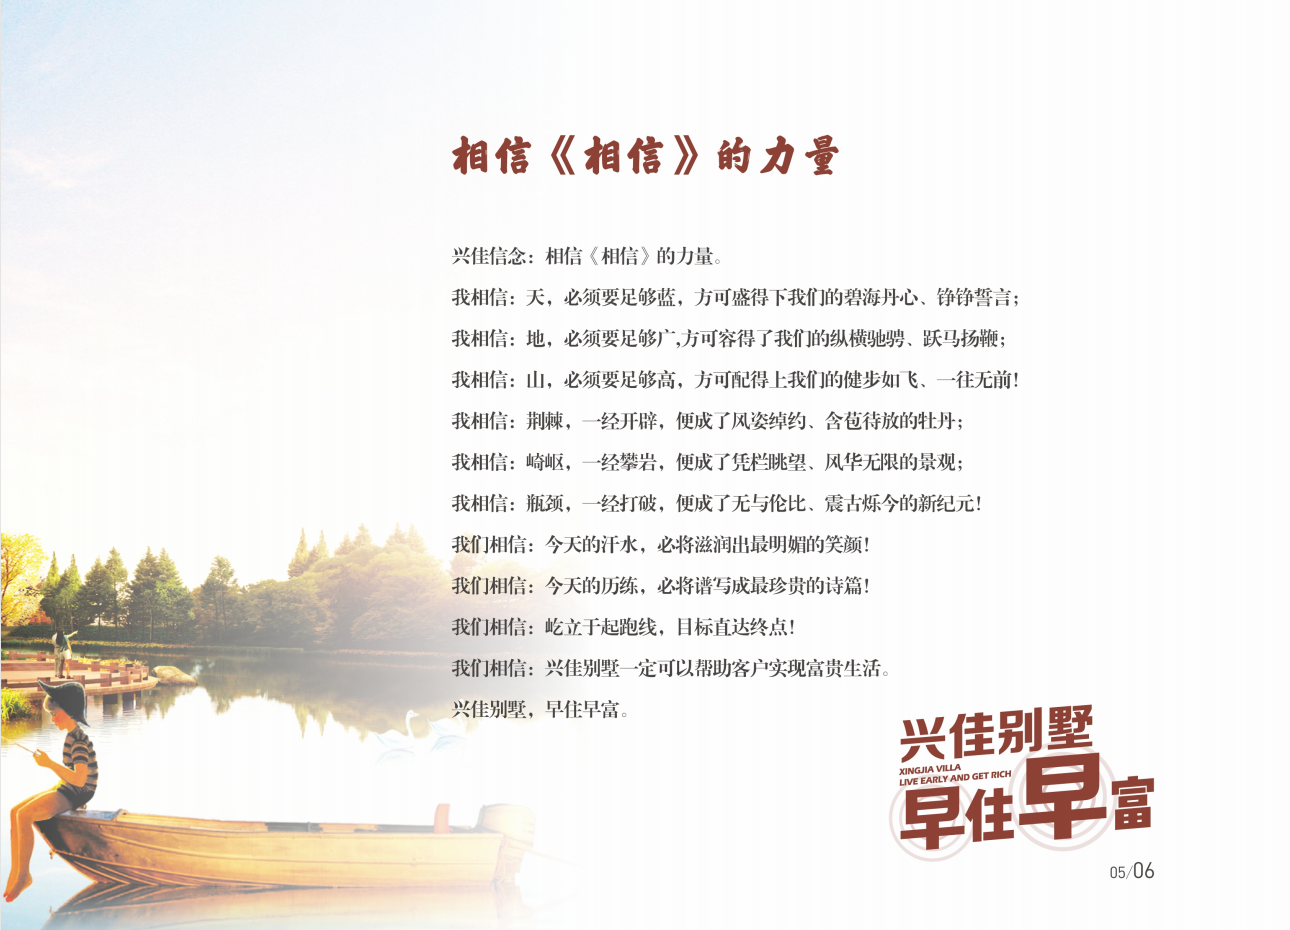 相信《相信》的力量
兴佳信念：相信《相信》的力量。
我相信：天，必须要足够蓝，方可盛得下我们的碧海丹心、铮铮誓言；
我相信：地，必须要足够广,方可容得了我们的纵横驰骋、跃马扬鞭；
我相信：山，必须要足够高，方可配得上我们的健步如飞、一往无前！
我相信：荆棘，一经开辟，便成了风姿绰约、含苞待放的牡丹；
我相信：崎岖，一经攀岩，便成了凭栏眺望、风华无限的景观；
我相信：瓶颈，一经打破，便成了无与伦比、震古烁今的新纪元！
我们相信：今天的汗水，必将滋润出最明媚的笑颜！
我们相信：今天的历练，必将谱写成最珍贵的诗篇！
我们相信：屹立于起跑线，目标直达终点！
我们相信：兴佳别墅一定可以帮助客户实现富贵生活。
兴佳别墅，早住早富。
兴佳别墅
XINGJIA VILLA
LIVE EARLY AND GET RICH
早住早富
05/06